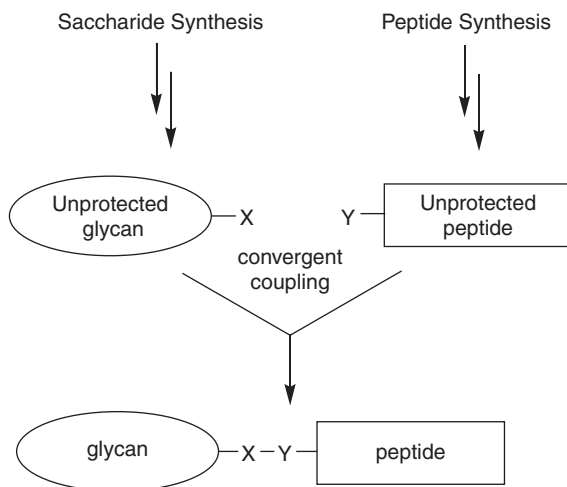 Saccharide Synthesis
Peptide Synthesis
Unprotected
glycan
X
Y
Unprotected
peptide
convergent
coupling
glycan
X
Y
peptide